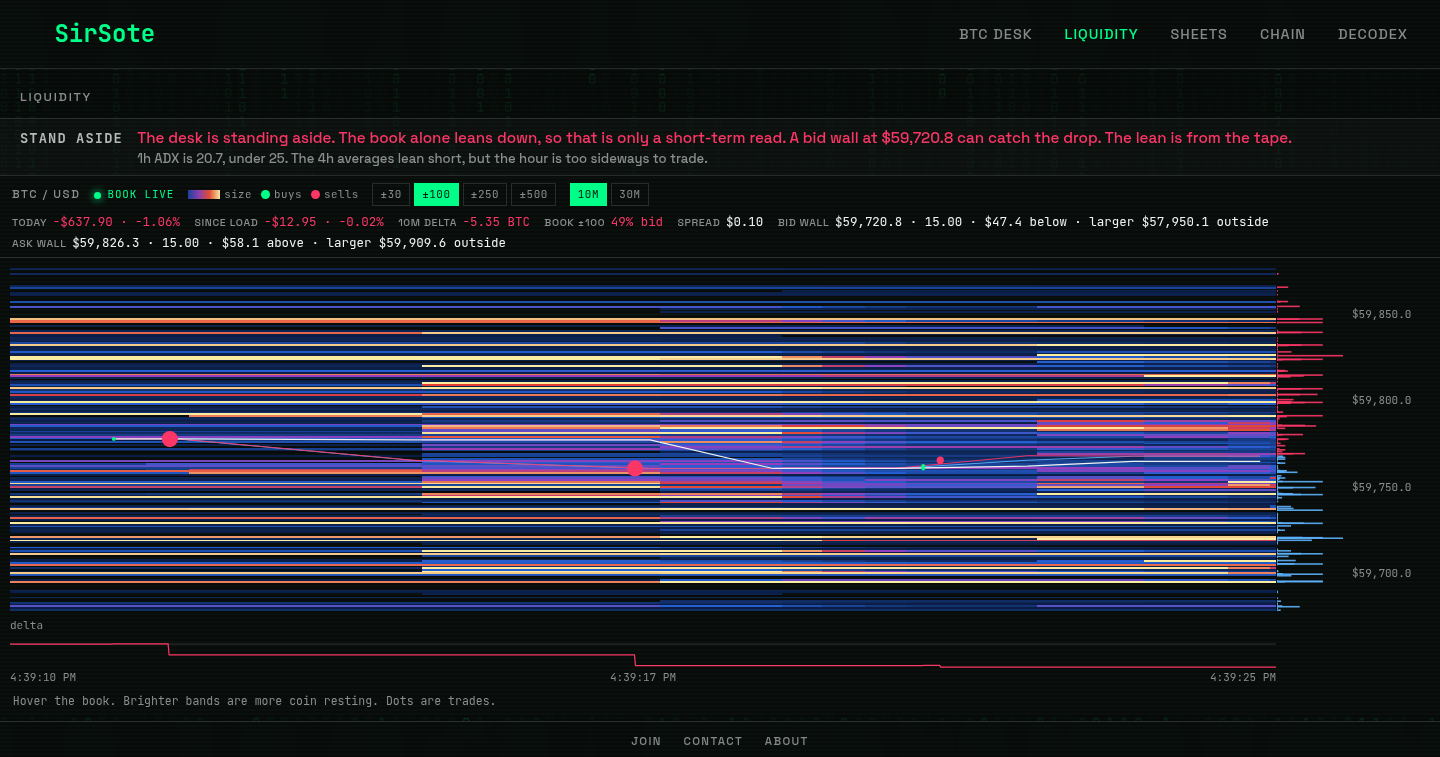 SirSote
BTC DESK LIQUIDITY SHEETS CHAIN DECODEX
LIQUIDITY
STAND ASIDE The desk is standing aside. The book alone leans down, so that is only a short-term read. A bid wall at $59,720.8 can catch the drop. The lean is from the tape.
1h ADX is 20.7, under 25. The 4h averages lean short, but the hour is too sideways to trade.
BTC / USD BOOK LIVE size buys sells ±30 ±100 ±250 ±500 10M 30M
TODAY -$637.90 · -1.06% SINCE LOAD -$12.95 · -0.02% 10M DELTA -5.35 BTC BOOK ±100 49% bid SPREAD $0.10 BID WALL $59,720.8 · 15.00 · $47.4 below · larger $57,950.1 outside
ASK WALL $59,826.3 · 15.00 · $58.1 above · larger $59,909.6 outside
$59,850.0
$59,800.0
$59,750.0
$59,700.0
delta
4:39:10 PM 4:39:17 PM 4:39:25 PM
Hover the book. Brighter bands are more coin resting. Dots are trades.
JOIN CONTACT ABOUT